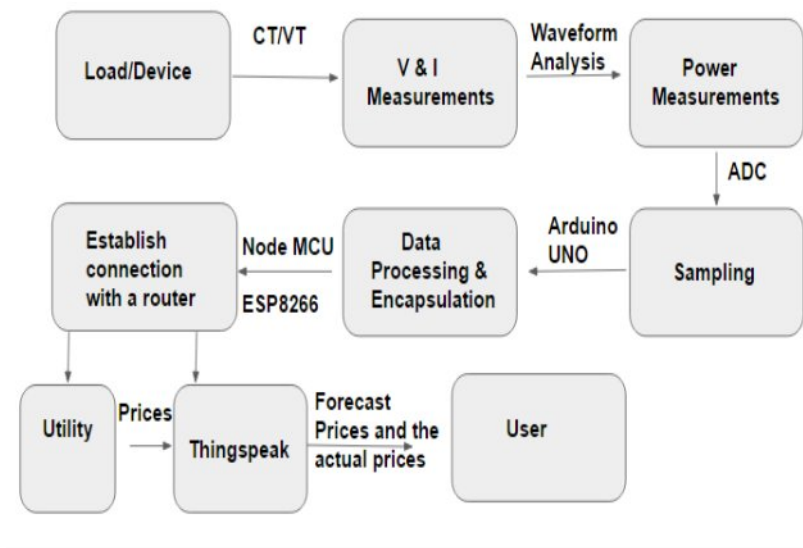 Load/Device
CT/VT
V & I
Measurements
Waveform
Analysis
Power
Measurements
ADC
Sampling
Arduino
UNO
Data
Processing &
Encapsulation
Node MCU
ESP8266
Establish
connection
with a router
Utility
Prices
Thingspeak
Forecast
Prices and the
actual prices
User